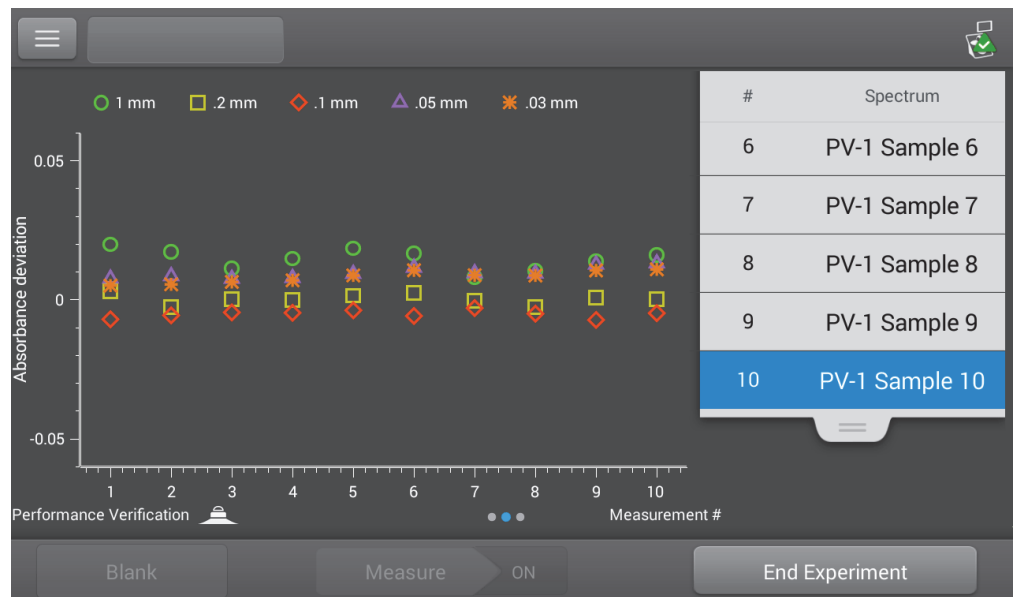 1 mm .2 mm .1 mm .05 mm .03 mm
Absorbance deviation
0.05
0
-0.05
1 2 3 4 5 6 7 8 9 10
Performance Verification
Measurement #
# Spectrum
6 PV-1 Sample 6
7 PV-1 Sample 7
8 PV-1 Sample 8
9 PV-1 Sample 9
10 PV-1 Sample 10
Blank
Measure ON
End Experiment